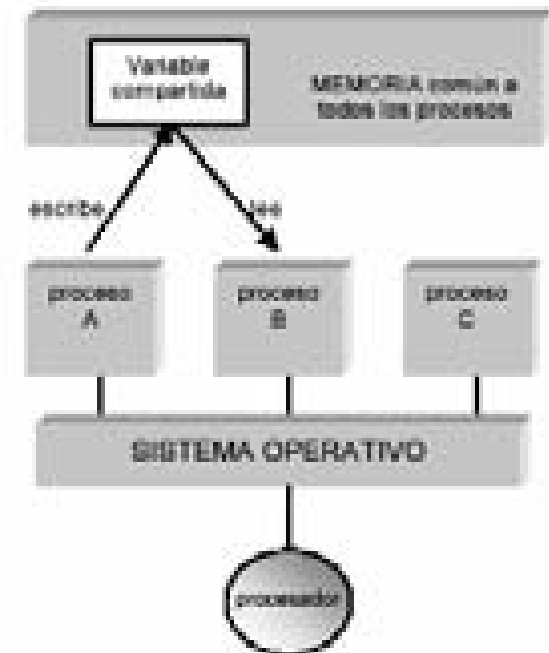 Variable
compartida
MEMORIA común a
todos los procesos
escribe
lee
proceso
A
proceso
B
proceso
C
SISTEMA OPERATIVO
procesador